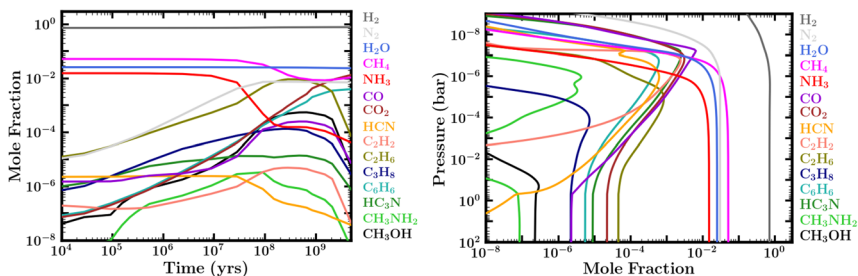 10^0
10^-2
10^-4
10^-6
10^-8
Mole Fraction
10^4 10^5 10^6 10^7 10^8 10^9
Time (yrs)
H₂
N₂
H₂O
CH₄
NH₃
CO
CO₂
HCN
C₂H₂
C₂H₆
C₃H₈
C₆H₆
HC₃N
CH₃NH₂
CH₃OH
10^-8
10^-6
10^-4
10^-2
10^0
10^2
Pressure (bar)
10^-8 10^-6 10^-4 10^-2 10^0
Mole Fraction
H₂
N₂
H₂O
CH₄
NH₃
CO
CO₂
HCN
C₂H₂
C₂H₆
C₃H₈
C₆H₆
HC₃N
CH₃NH₂
CH₃OH